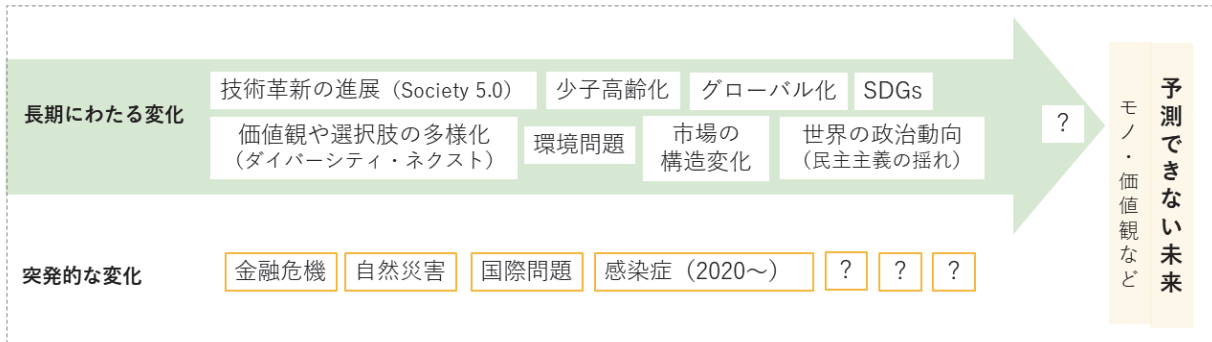 長期にわたる変化
技術革新の進展（Society 5.0）
少子高齢化
グローバル化
SDGs
価値観や選択肢の多様化
（ダイバーシティ・ネクスト）
環境問題
市場の
構造変化
世界の政治動向
（民主主義の揺れ）
？
突発的な変化
金融危機
自然災害
国際問題
感染症（2020～）
？
？
？
予測できない未来
モノ・価値観など